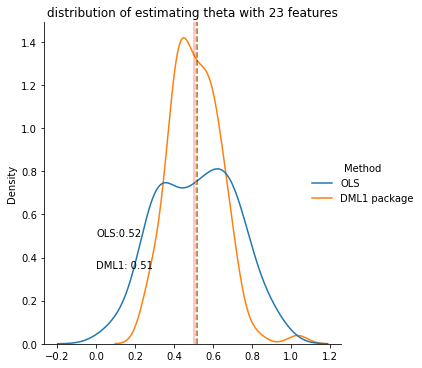 distribution of estimating theta with 23 features
1.4
1.2
1.0
0.8
0.6
0.4
0.2
0.0
Density
OLS:0.52
DML1: 0.51
Method
OLS
DML1 package
−0.2 0.0 0.2 0.4 0.6 0.8 1.0 1.2